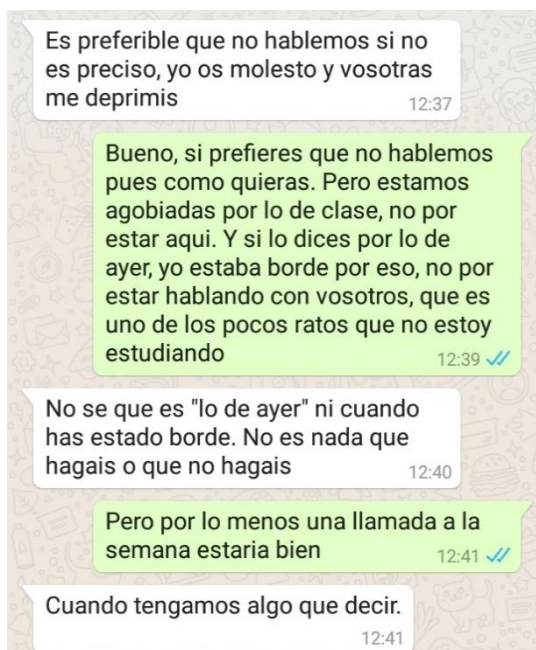 Es preferible que no hablemos si no
es preciso, yo os molesto y vosotras
me deprimis
12:37
Bueno, si prefieres que no hablemos
pues como quieras. Pero estamos
agobiadas por lo de clase, no por
estar aqui. Y si lo dices por lo de
ayer, yo estaba borde por eso, no por
estar hablando con vosotros, que es
uno de los pocos ratos que no estoy
estudiando
12:39
No se que es "lo de ayer" ni cuando
has estado borde. No es nada que
hagais o que no hagais
12:40
Pero por lo menos una llamada a la
semana estaria bien
12:41
Cuando tengamos algo que decir.
12:41